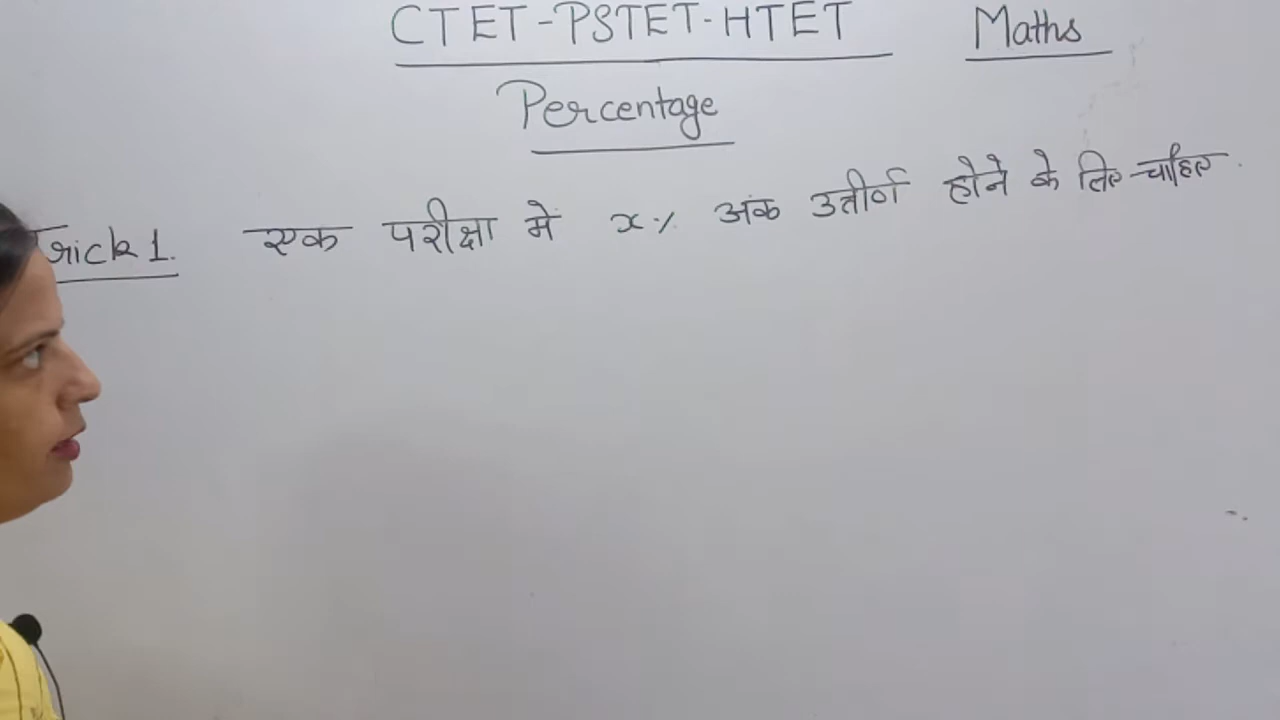 CTET-PSTET-HTET Maths
Percentage
Trick 1. एक परीक्षा में x% अंक उत्तीर्ण होने के लिए चाहिए